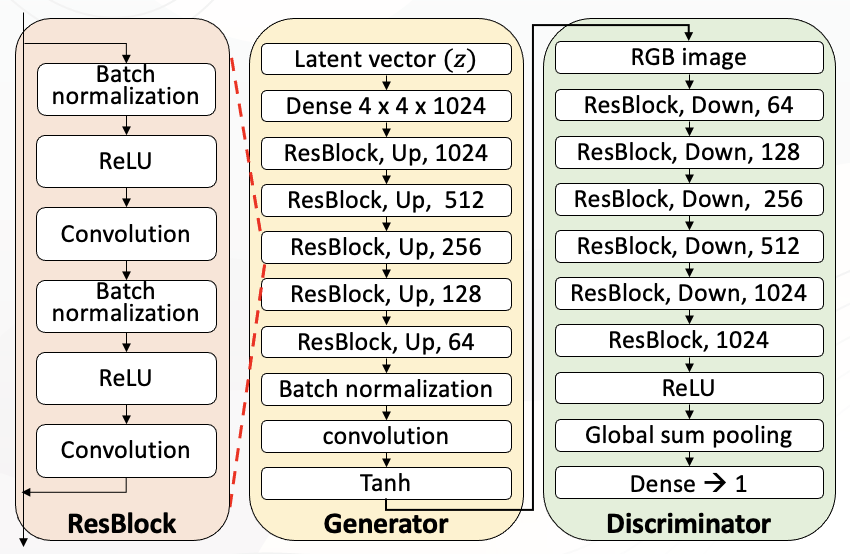 Batch
normalization
ReLU
Convolution
Batch
normalization
ReLU
Convolution
ResBlock
Latent vector (z)
Dense 4 x 4 x 1024
ResBlock, Up, 1024
ResBlock, Up, 512
ResBlock, Up, 256
ResBlock, Up, 128
ResBlock, Up, 64
Batch normalization
convolution
Tanh
Generator
RGB image
ResBlock, Down, 64
ResBlock, Down, 128
ResBlock, Down, 256
ResBlock, Down, 512
ResBlock, Down, 1024
ResBlock, 1024
ReLU
Global sum pooling
Dense → 1
Discriminator